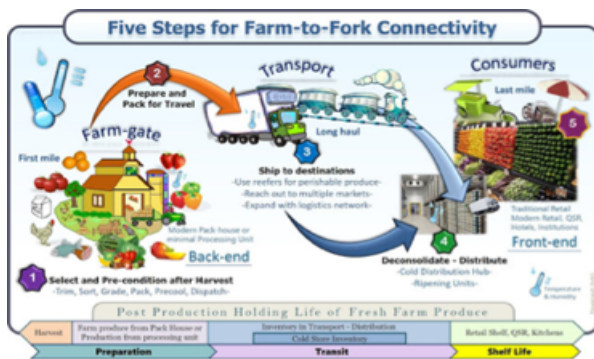 Five Steps for Farm-to-Fork Connectivity
2
Prepare and
Pack for Travel
Transport
Consumers
Last mile
5
Farm-gate
First mile
Long haul
3
Ship to destinations
-Use reefers for perishable produce-
-Reach out to multiple markets-
-Expand with logistics network-
Traditional Retail
Modern Retail, QSR,
Hotels, Institutions
Front-end
Modern Pack house or
minimal Processing Unit
Back-end
4
Deconsolidate - Distribute
-Cold Distribution Hub-
-Ripening Units-
1
Select and Pre-condition after Harvest
-Trim, Sort, Grade, Pack, Precool, Dispatch-
Temperature
& Humidity
Post Production Holding Life of Fresh Farm Produce
Harvest
Farm produce from Pack House or
Production from processing unit
Inventory in Transport - Distribution
Cold Store Inventory
Retail Shelf, QSR, Kitchens
Preparation
Transit
Shelf Life